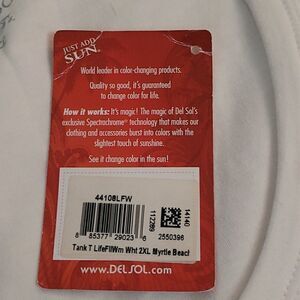 JUST ADD
SUN
World leader in color-changing products.
Quality so good, it's guaranteed
to change color for life.
How it works: It's magic! The magic of Del Sol's
exclusive Spectrachrome® technology that makes our
clothing and accessories burst into colors with the
slightest touch of sunshine.
See it change color in the sun!
44108LFW
112289
14140
8 85377 29023 6
2550396
Tank T LifeFlWm Wht 2XL Myrtle Beach
www.DELSOL.com